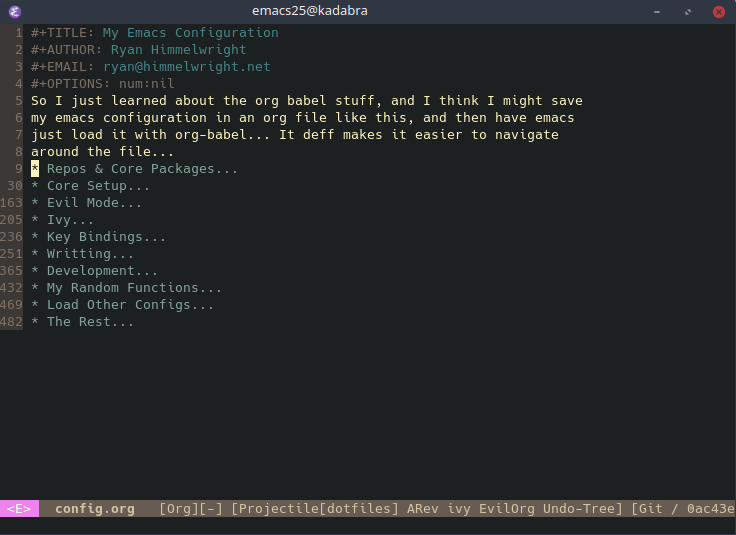 emacs25@kadabra
1 #+TITLE: My Emacs Configuration
2 #+AUTHOR: Ryan Himmelwright
3 #+EMAIL: ryan@himmelwright.net
4 #+OPTIONS: num:nil
5 So I just learned about the org babel stuff, and I think I might save
6 my emacs configuration in an org file like this, and then have emacs
7 just load it with org-babel... It deff makes it easier to navigate
8 around the file...
9 * Repos & Core Packages...
30 * Core Setup...
163 * Evil Mode...
205 * Ivy...
236 * Key Bindings...
251 * Writting...
365 * Development...
432 * My Random Functions...
469 * Load Other Configs...
482 * The Rest...
<E> config.org [Org][-] [Projectile[dotfiles] ARev ivy EvilOrg Undo-Tree] [Git / 0ac43e